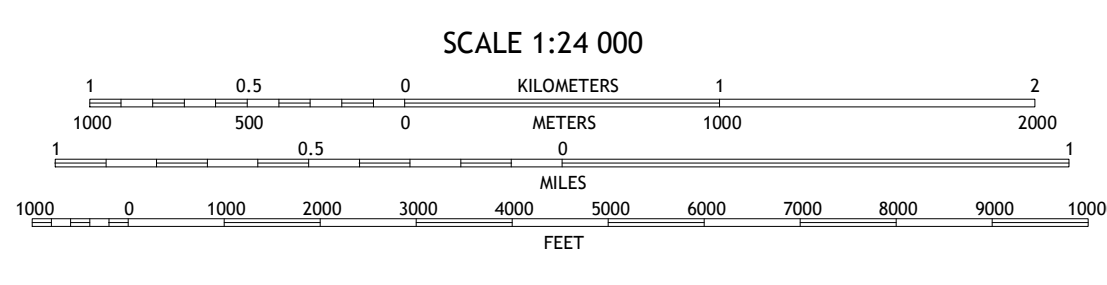 SCALE 1:24 000
1 0.5 0 KILOMETERS 1 2
1000 500 0 METERS 1000 2000
1 0.5 0 1
MILES
1000 0 1000 2000 3000 4000 5000 6000 7000 8000 9000 1000
FEET